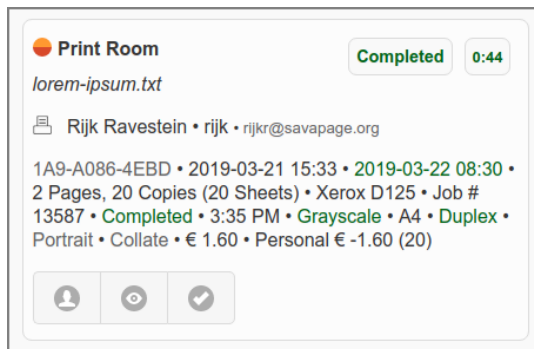 Print Room
Completed
0:44
lorem-ipsum.txt
Rijk Ravestein • rijk • rijkr@savapage.org
1A9-A086-4EBD • 2019-03-21 15:33 • 2019-03-22 08:30 •
2 Pages, 20 Copies (20 Sheets) • Xerox D125 • Job #
13587 • Completed • 3:35 PM • Grayscale • A4 • Duplex •
Portrait • Collate • € 1.60 • Personal € -1.60 (20)